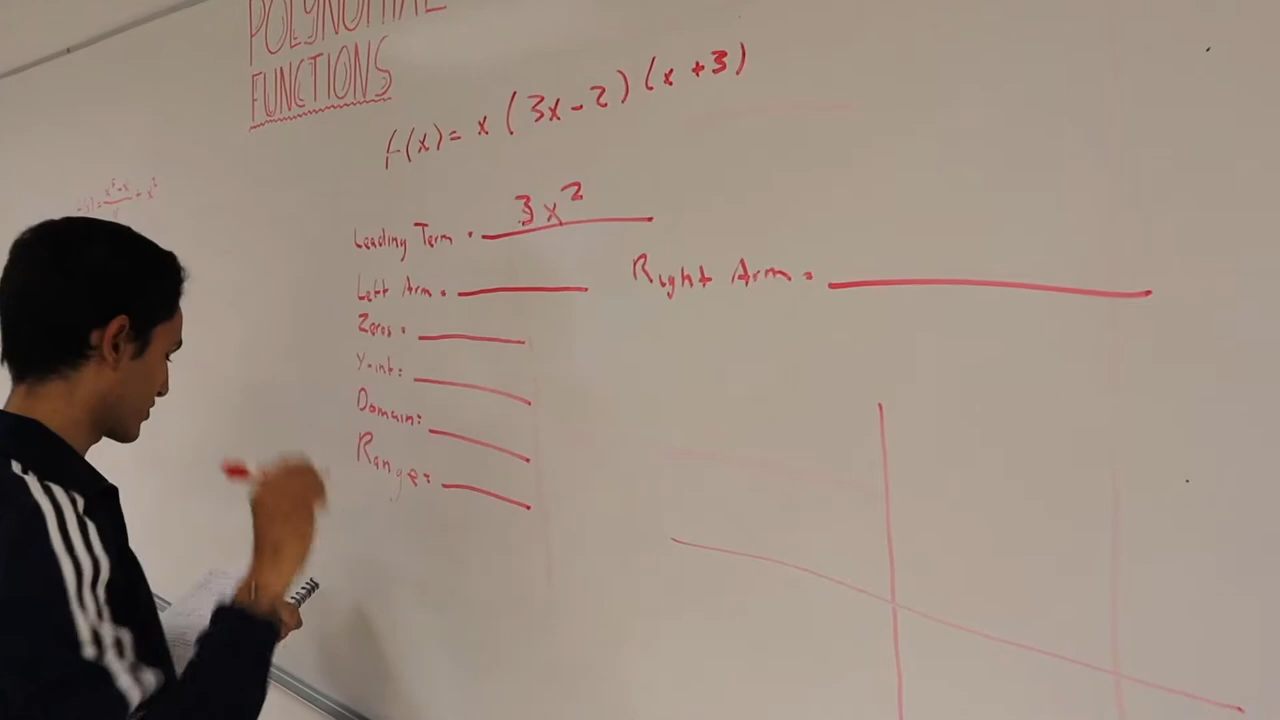 POLYNOMIAL
FUNCTIONS
f(x)= x (3x-2)(x+3)
Leading Term = 3x²
Left Arm = Right Arm =
Zeros =
Y-int:
Domain:
Range: